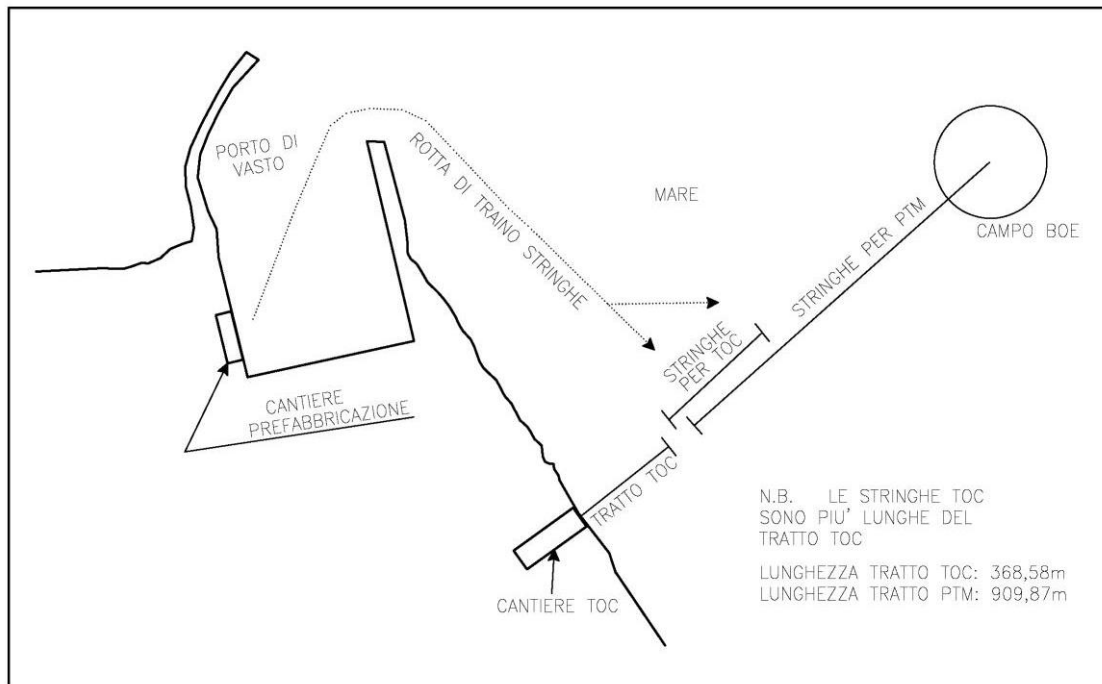 PORTO DI
VASTO
ROTTA DI TRAINO STRINGHE
MARE
CAMPO BOE
STRINGHE PER PTM
STRINGHE
PER TOC
CANTIERE
PREFABBRICAZIONE
TRATTO TOC
CANTIERE TOC
N.B. LE STRINGHE TOC
SONO PIU' LUNGHE DEL
TRATTO TOC
LUNGHEZZA TRATTO TOC: 368,58m
LUNGHEZZA TRATTO PTM: 909,87m